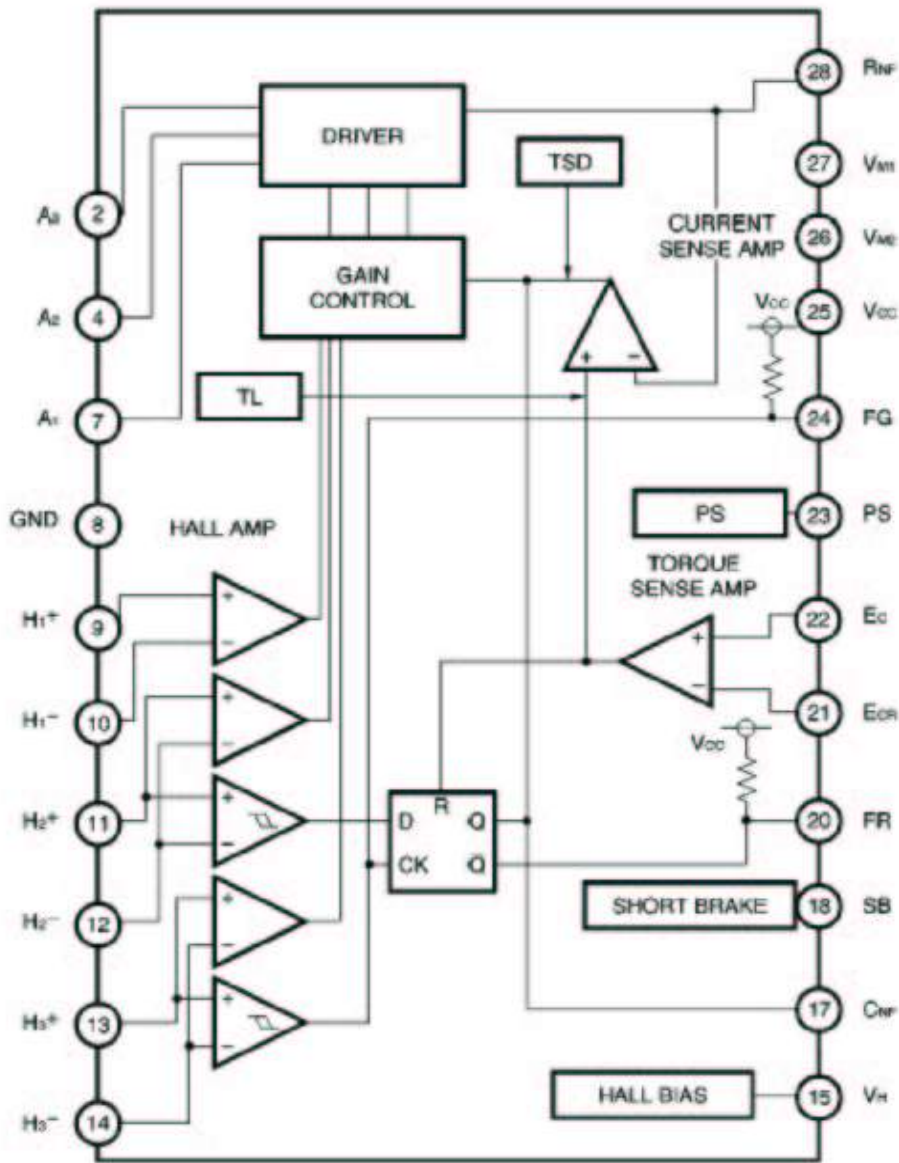 28 RNF
DRIVER
TSD
27 VM1
A3 2
CURRENT
SENSE AMP
26 VM2
GAIN
CONTROL
A2 4
VCC
25 VCC
+ −
TL
A1 7
24 FG
GND 8
HALL AMP
PS
23 PS
TORQUE
SENSE AMP
H1+ 9
+
−
+
−
22 EC
H1− 10
+
−
21 ECR
VCC
H2+ 11
+
−
R
D Q
CK Q
20 FR
H2− 12
+
−
SHORT BRAKE
18 SB
H3+ 13
+
−
17 CNF
H3− 14
HALL BIAS
15 VH